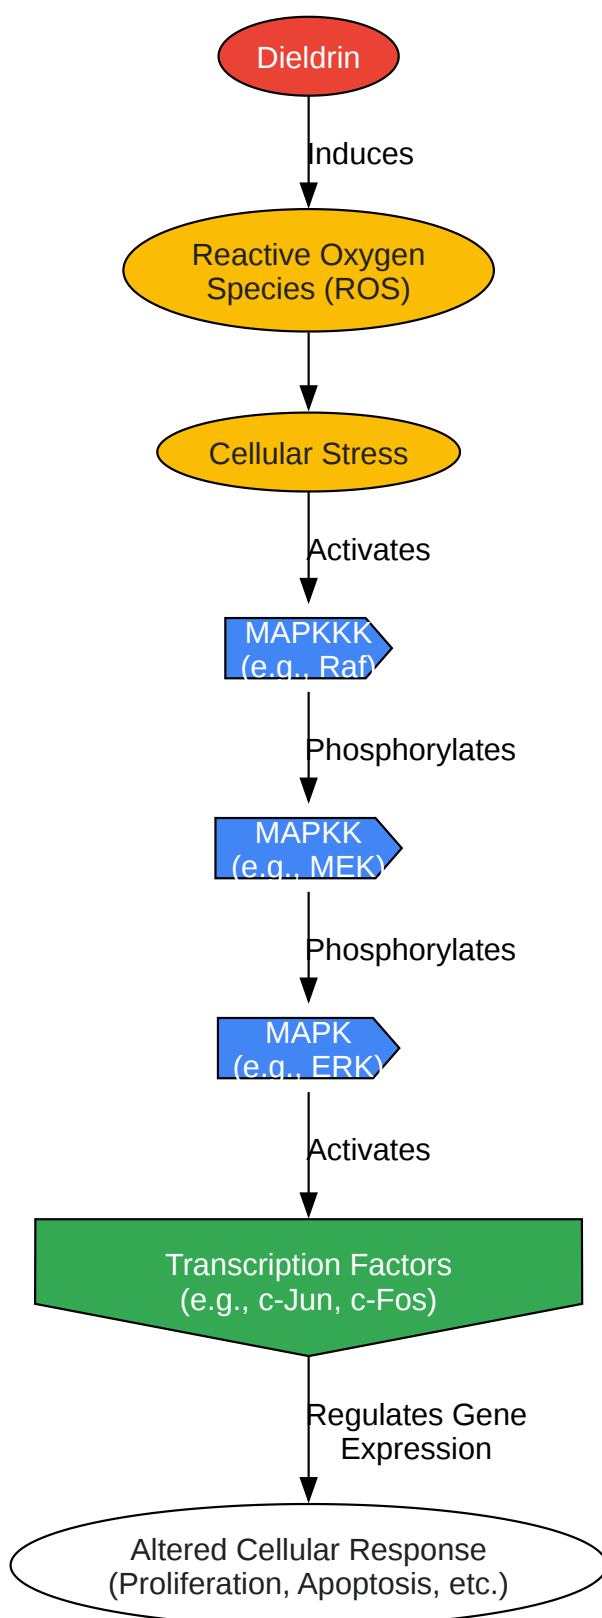 Dieldrin
Induces
Reactive Oxygen
Species (ROS)
Cellular Stress
Activates
MAPKKK
(e.g., Raf)
Phosphorylates
MAPKK
(e.g., MEK)
Phosphorylates
MAPK
(e.g., ERK)
Activates
Transcription Factors
(e.g., c-Jun, c-Fos)
Regulates Gene
Expression
Altered Cellular Response
(Proliferation, Apoptosis, etc.)